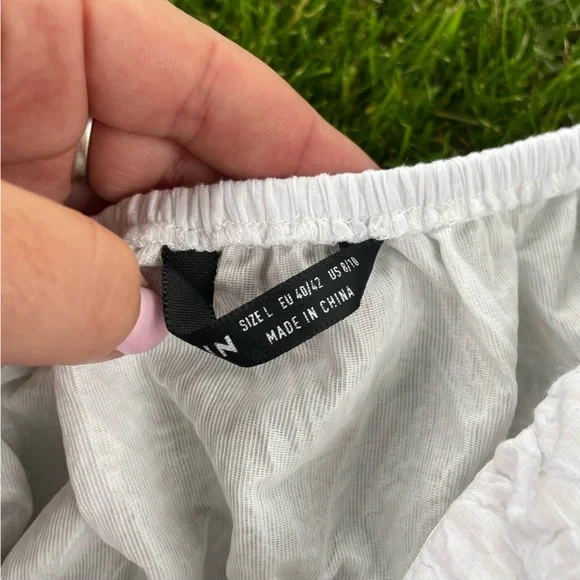 SIZE L EU 40/42 US 8/10
MADE IN CHINA